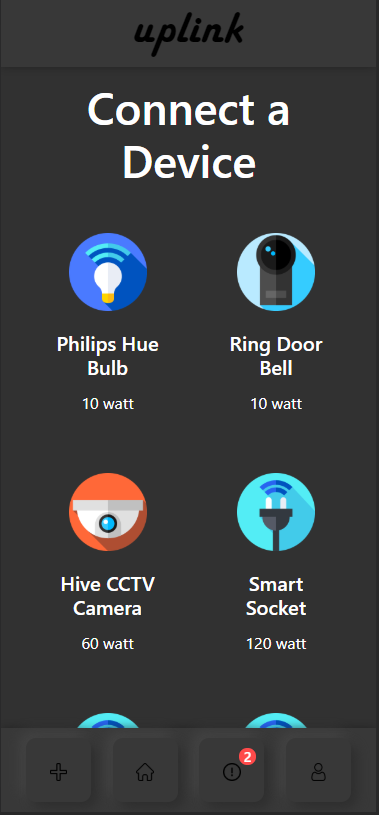 uplink
Connect a
Device
Philips Hue
Bulb
10 watt
Ring Door
Bell
10 watt
Hive CCTV
Camera
60 watt
Smart
Socket
120 watt
2